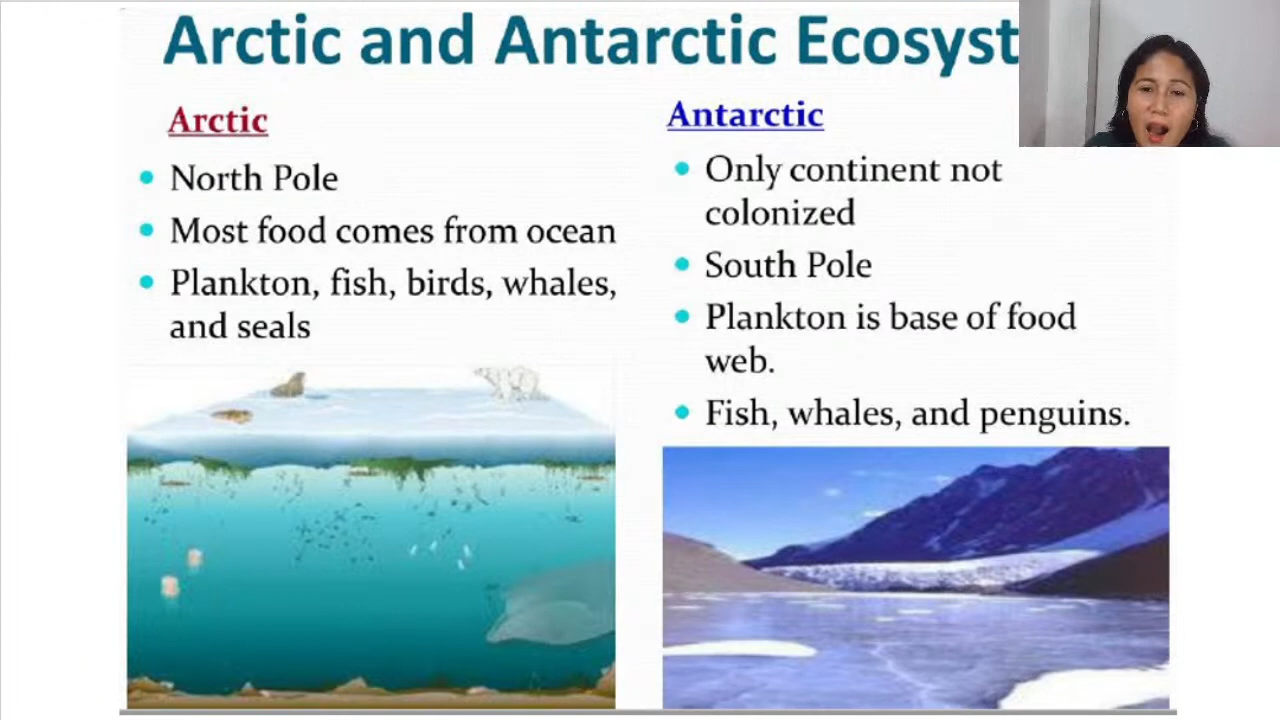 Arctic and Antarctic Ecosyst
Arctic
North Pole
Most food comes from ocean
Plankton, fish, birds, whales,
and seals
Antarctic
Only continent not
colonized
South Pole
Plankton is base of food
web.
Fish, whales, and penguins.